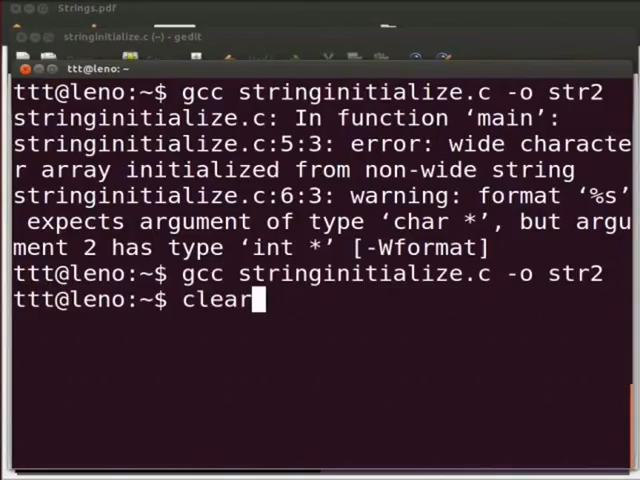 Strings.pdf
stringinitialize.c (~) - gedit
ttt@leno: ~
ttt@leno:~$ gcc stringinitialize.c -o str2
stringinitialize.c: In function ‘main’:
stringinitialize.c:5:3: error: wide characte
r array initialized from non-wide string
stringinitialize.c:6:3: warning: format ‘%s’
 expects argument of type ‘char *’, but argu
ment 2 has type ‘int *’ [-Wformat]
ttt@leno:~$ gcc stringinitialize.c -o str2
ttt@leno:~$ clear